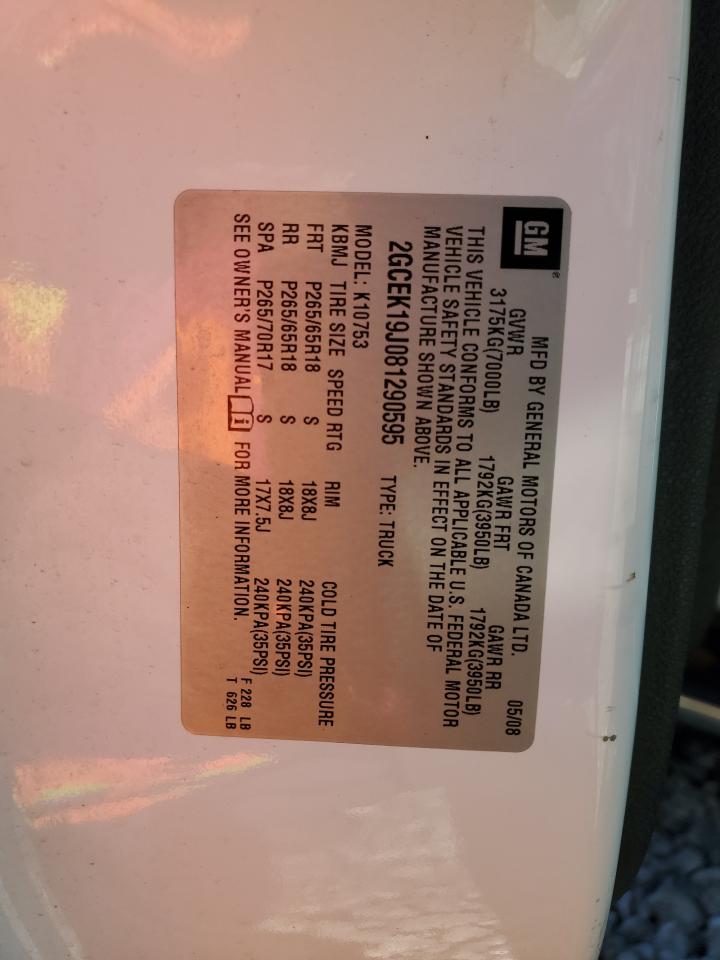 GM®
MFD BY GENERAL MOTORS OF CANADA LTD. 05/08
GVWR GAWR FRT GAWR RR
3175KG(7000LB) 1792KG(3950LB) 1792KG(3950LB)
THIS VEHICLE CONFORMS TO ALL APPLICABLE U.S. FEDERAL MOTOR
VEHICLE SAFETY STANDARDS IN EFFECT ON THE DATE OF
MANUFACTURE SHOWN ABOVE.
2GCEK19J081290595 TYPE: TRUCK
MODEL: K10753
KBMJ TIRE SIZE SPEED RTG RIM COLD TIRE PRESSURE
FRT P265/65R18 S 18X8J 240KPA(35PSI)
RR P265/65R18 S 18X8J 240KPA(35PSI)
SPA P265/70R17 S 17X7.5J 240KPA(35PSI)
SEE OWNER'S MANUAL i FOR MORE INFORMATION.
F 228 LB
T 626 LB